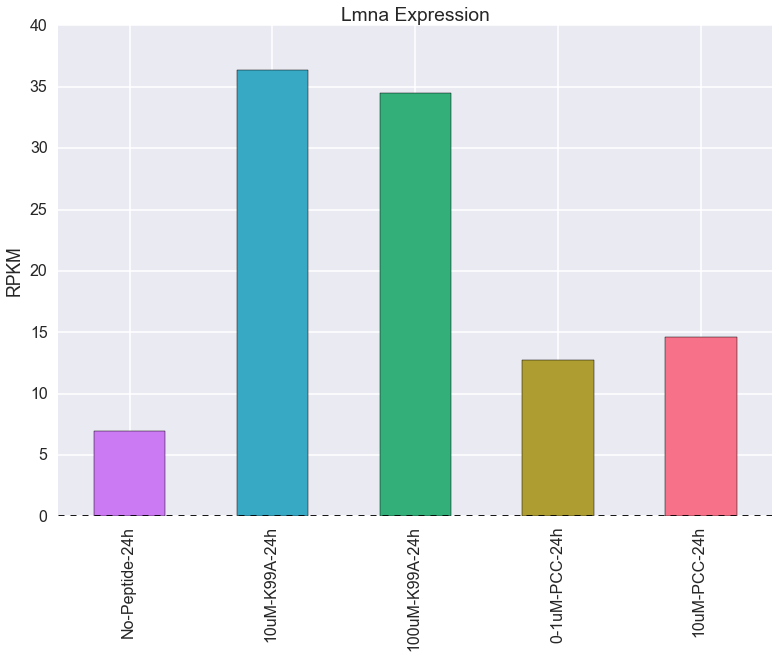 Lmna Expression
40
35
30
25
20
15
10
5
0
RPKM
No-Peptide-24h
10uM-K99A-24h
100uM-K99A-24h
0-1uM-PCC-24h
10uM-PCC-24h